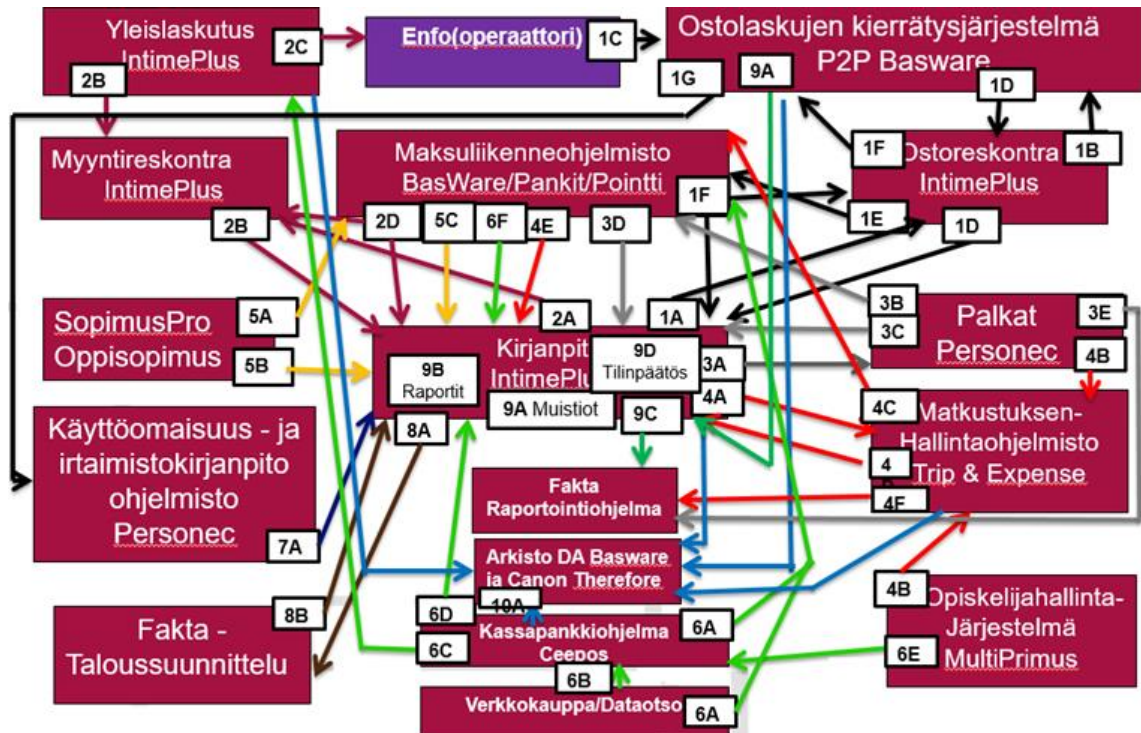 Yleislaskutus
IntimePlus
2C
2B
Enfo(operaattori)
1C
Ostolaskujen kierrätysjärjestelmä
P2P Basware
1G
9A
1D
Myyntireskontra
IntimePlus
2B
Maksuliikenneohjelmisto
BasWare/Pankit/Pointti
1F
2D
5C
6F
4E
3D
1F
Ostoreskontra
IntimePlus
1B
1E
1D
SopimusPro
Oppisopimus
5A
5B
2A
1A
Kirjanpit
IntimePlu
9B
Raportit
9D
Tilinpäätös
9A Muistiot
3A
4A
9C
8A
3B
3C
Palkat
Personec
3E
4B
Käyttöomaisuus - ja
irtaimistokirjanpito
ohjelmisto
Personec
7A
4C
Matkustuksen-
Hallintaohjelmisto
Trip & Expense
4
4F
Fakta
Raportointiohjelma
Arkisto DA Basware
ja Canon Therefore
10A
Fakta -
Taloussuunnittelu
8B
6D
6C
Kassapankkiohjelma
Ceepos
6A
6B
Verkkokauppa/Dataotso
6A
4B
Opiskelijahallinta-
Järjestelmä
MultiPrimus
6E